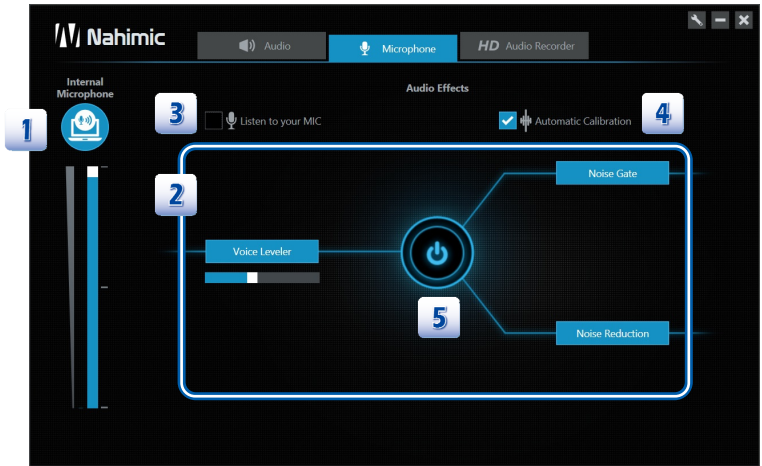 Nahimic
Audio
Microphone
HD Audio Recorder
Internal
Microphone
Audio Effects
1
3
Listen to your MIC
Automatic Calibration
4
2
Noise Gate
Voice Leveler
5
Noise Reduction